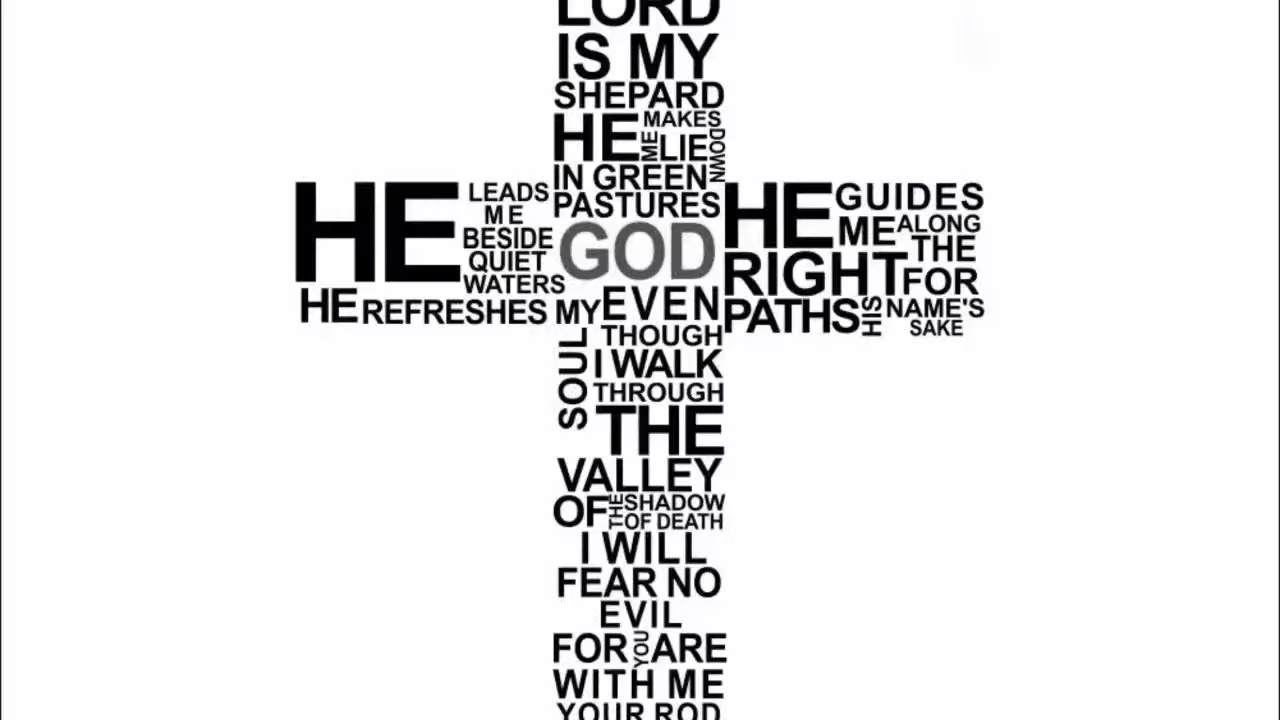 LORD
IS MY
SHEPARD
HE MAKES
ME LIE DOWN
IN GREEN
PASTURES
HE LEADS
ME
BESIDE
QUIET
WATERS
HE REFRESHES MY
SOUL
GOD
HE GUIDES
ME ALONG
THE
RIGHT
PATHS
FOR
HIS NAME'S
SAKE
EVEN
THOUGH
I WALK
THROUGH
THE
VALLEY
OF THE SHADOW
OF DEATH
I WILL
FEAR NO
EVIL
FOR YOU ARE
WITH ME
YOUR ROD